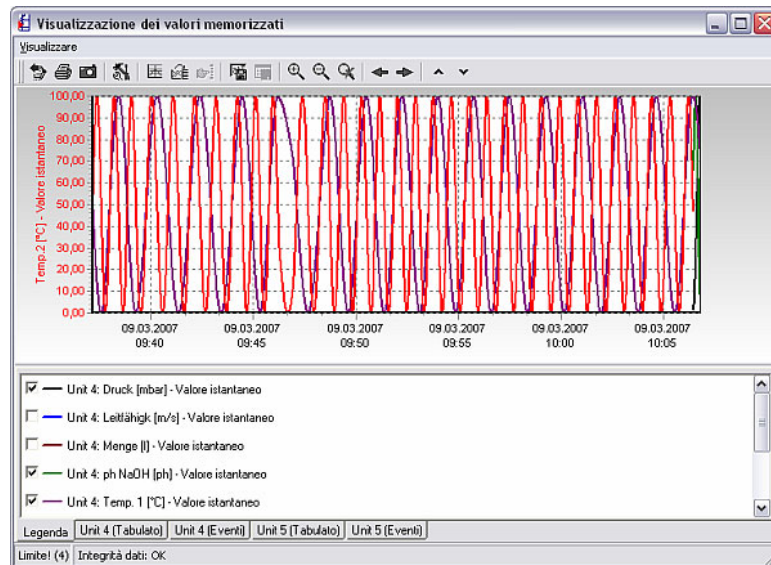 Visualizzazione dei valori memorizzati
Visualizzare
Temp.2 [°C] - Valore istantaneo
100,00
90,00
80,00
70,00
60,00
50,00
40,00
30,00
20,00
10,00
0,00
09.03.2007 09.03.2007 09.03.2007 09.03.2007 09.03.2007 09.03.2007
09:40 09:45 09:50 09:55 10:00 10:05
Unit 4: Druck [mbar] - Valore istantaneo
Unit 4: Leitfähigk [m/s] - Valore istantaneo
Unit 4: Menge [l] - Valore istantaneo
Unit 4: ph NaOH [ph] - Valore istantaneo
Unit 4: Temp. 1 [°C] - Valore istantaneo
Legenda Unit 4 (Tabulato) Unit 4 (Eventi) Unit 5 (Tabulato) Unit 5 (Eventi)
Limite! (4) Integrità dati: OK